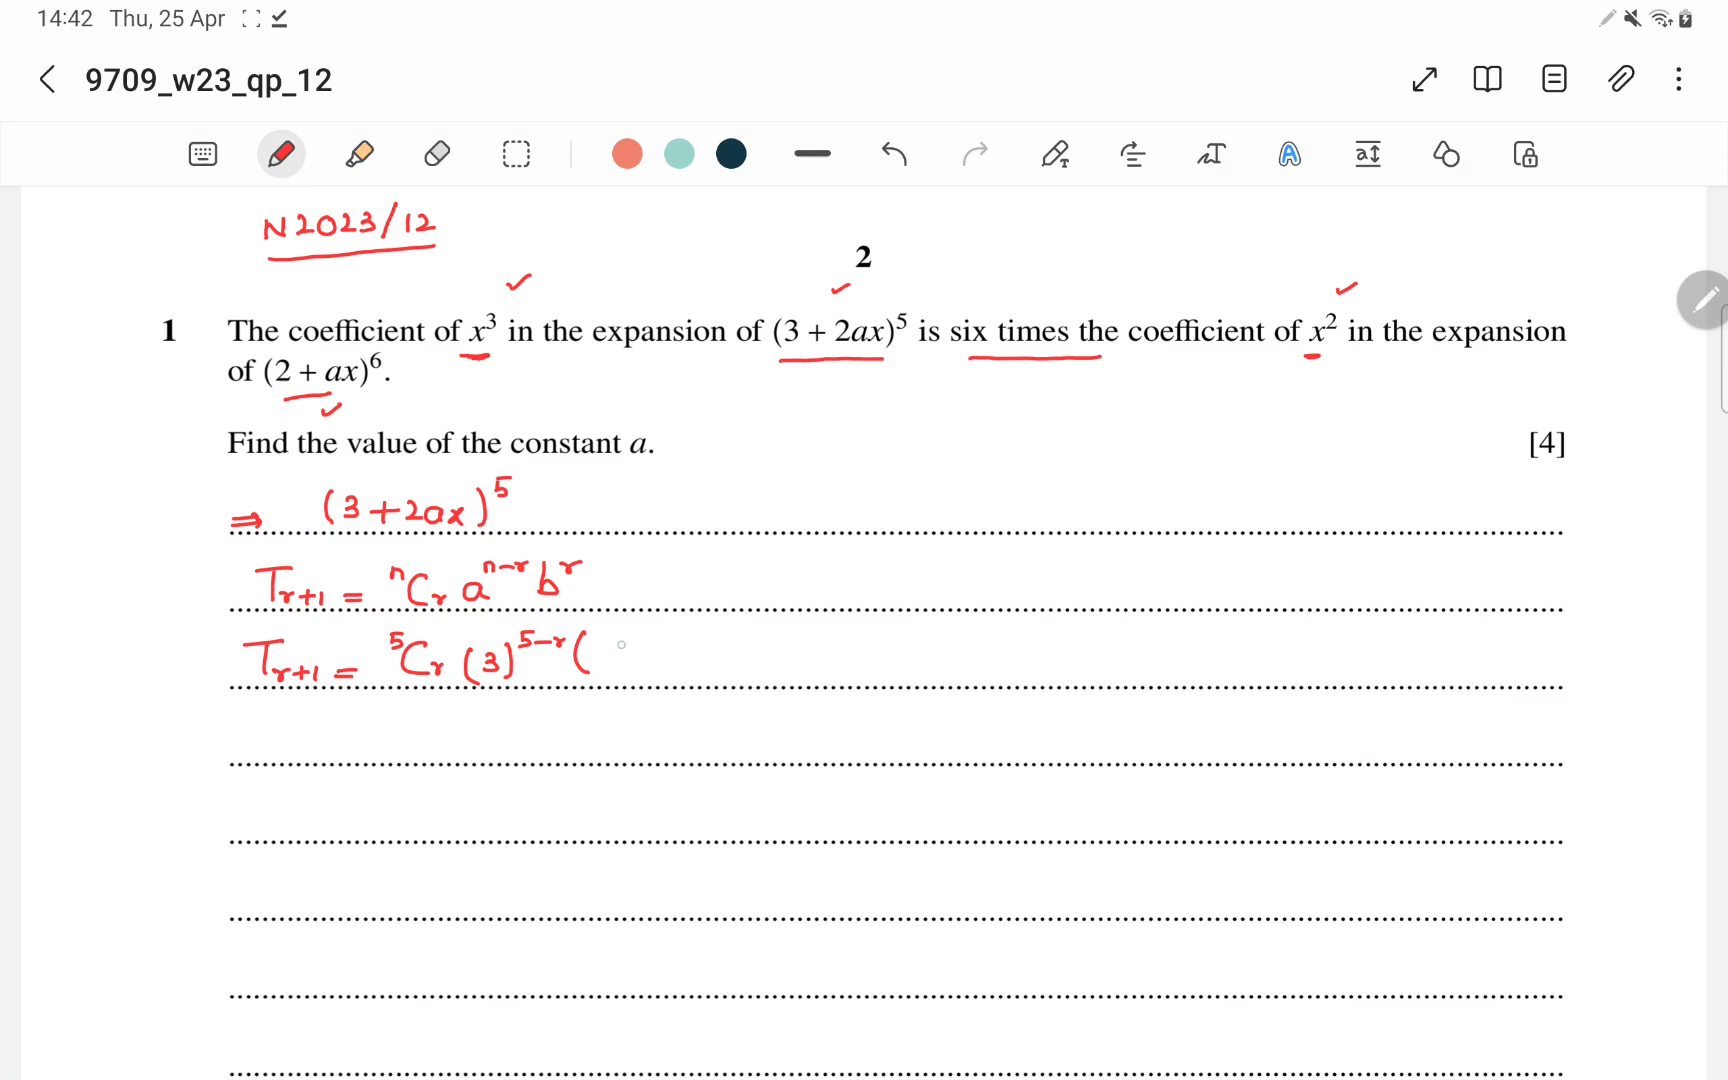 14:42 Thu, 25 Apr
9709_w23_qp_12
N2023/12
2
1 The coefficient of x³ in the expansion of (3 + 2ax)⁵ is six times the coefficient of x² in the expansion
of (2 + ax)⁶.
Find the value of the constant a. [4]
⇒ (3+2ax)⁵
Tᵣ₊₁ = ⁿCᵣ aⁿ⁻ʳ bʳ
Tᵣ₊₁ = ⁵Cᵣ (3)⁵⁻ʳ (